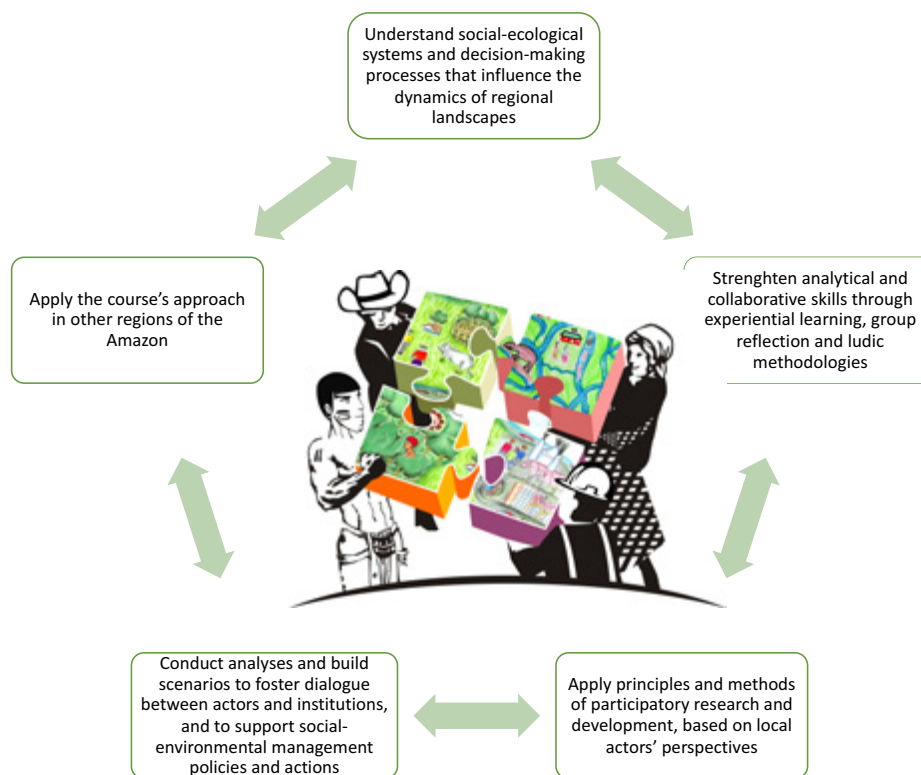 Understand social-ecological
systems and decision-making
processes that influence the
dynamics of regional
landscapes
Apply the course’s approach
in other regions of the
Amazon
Strenghten analytical and
collaborative skills through
experiential learning, group
reflection and ludic
methodologies
Conduct analyses and build
scenarios to foster dialogue
between actors and institutions,
and to support social-
environmental management
policies and actions
Apply principles and methods
of participatory research and
development, based on local
actors’ perspectives